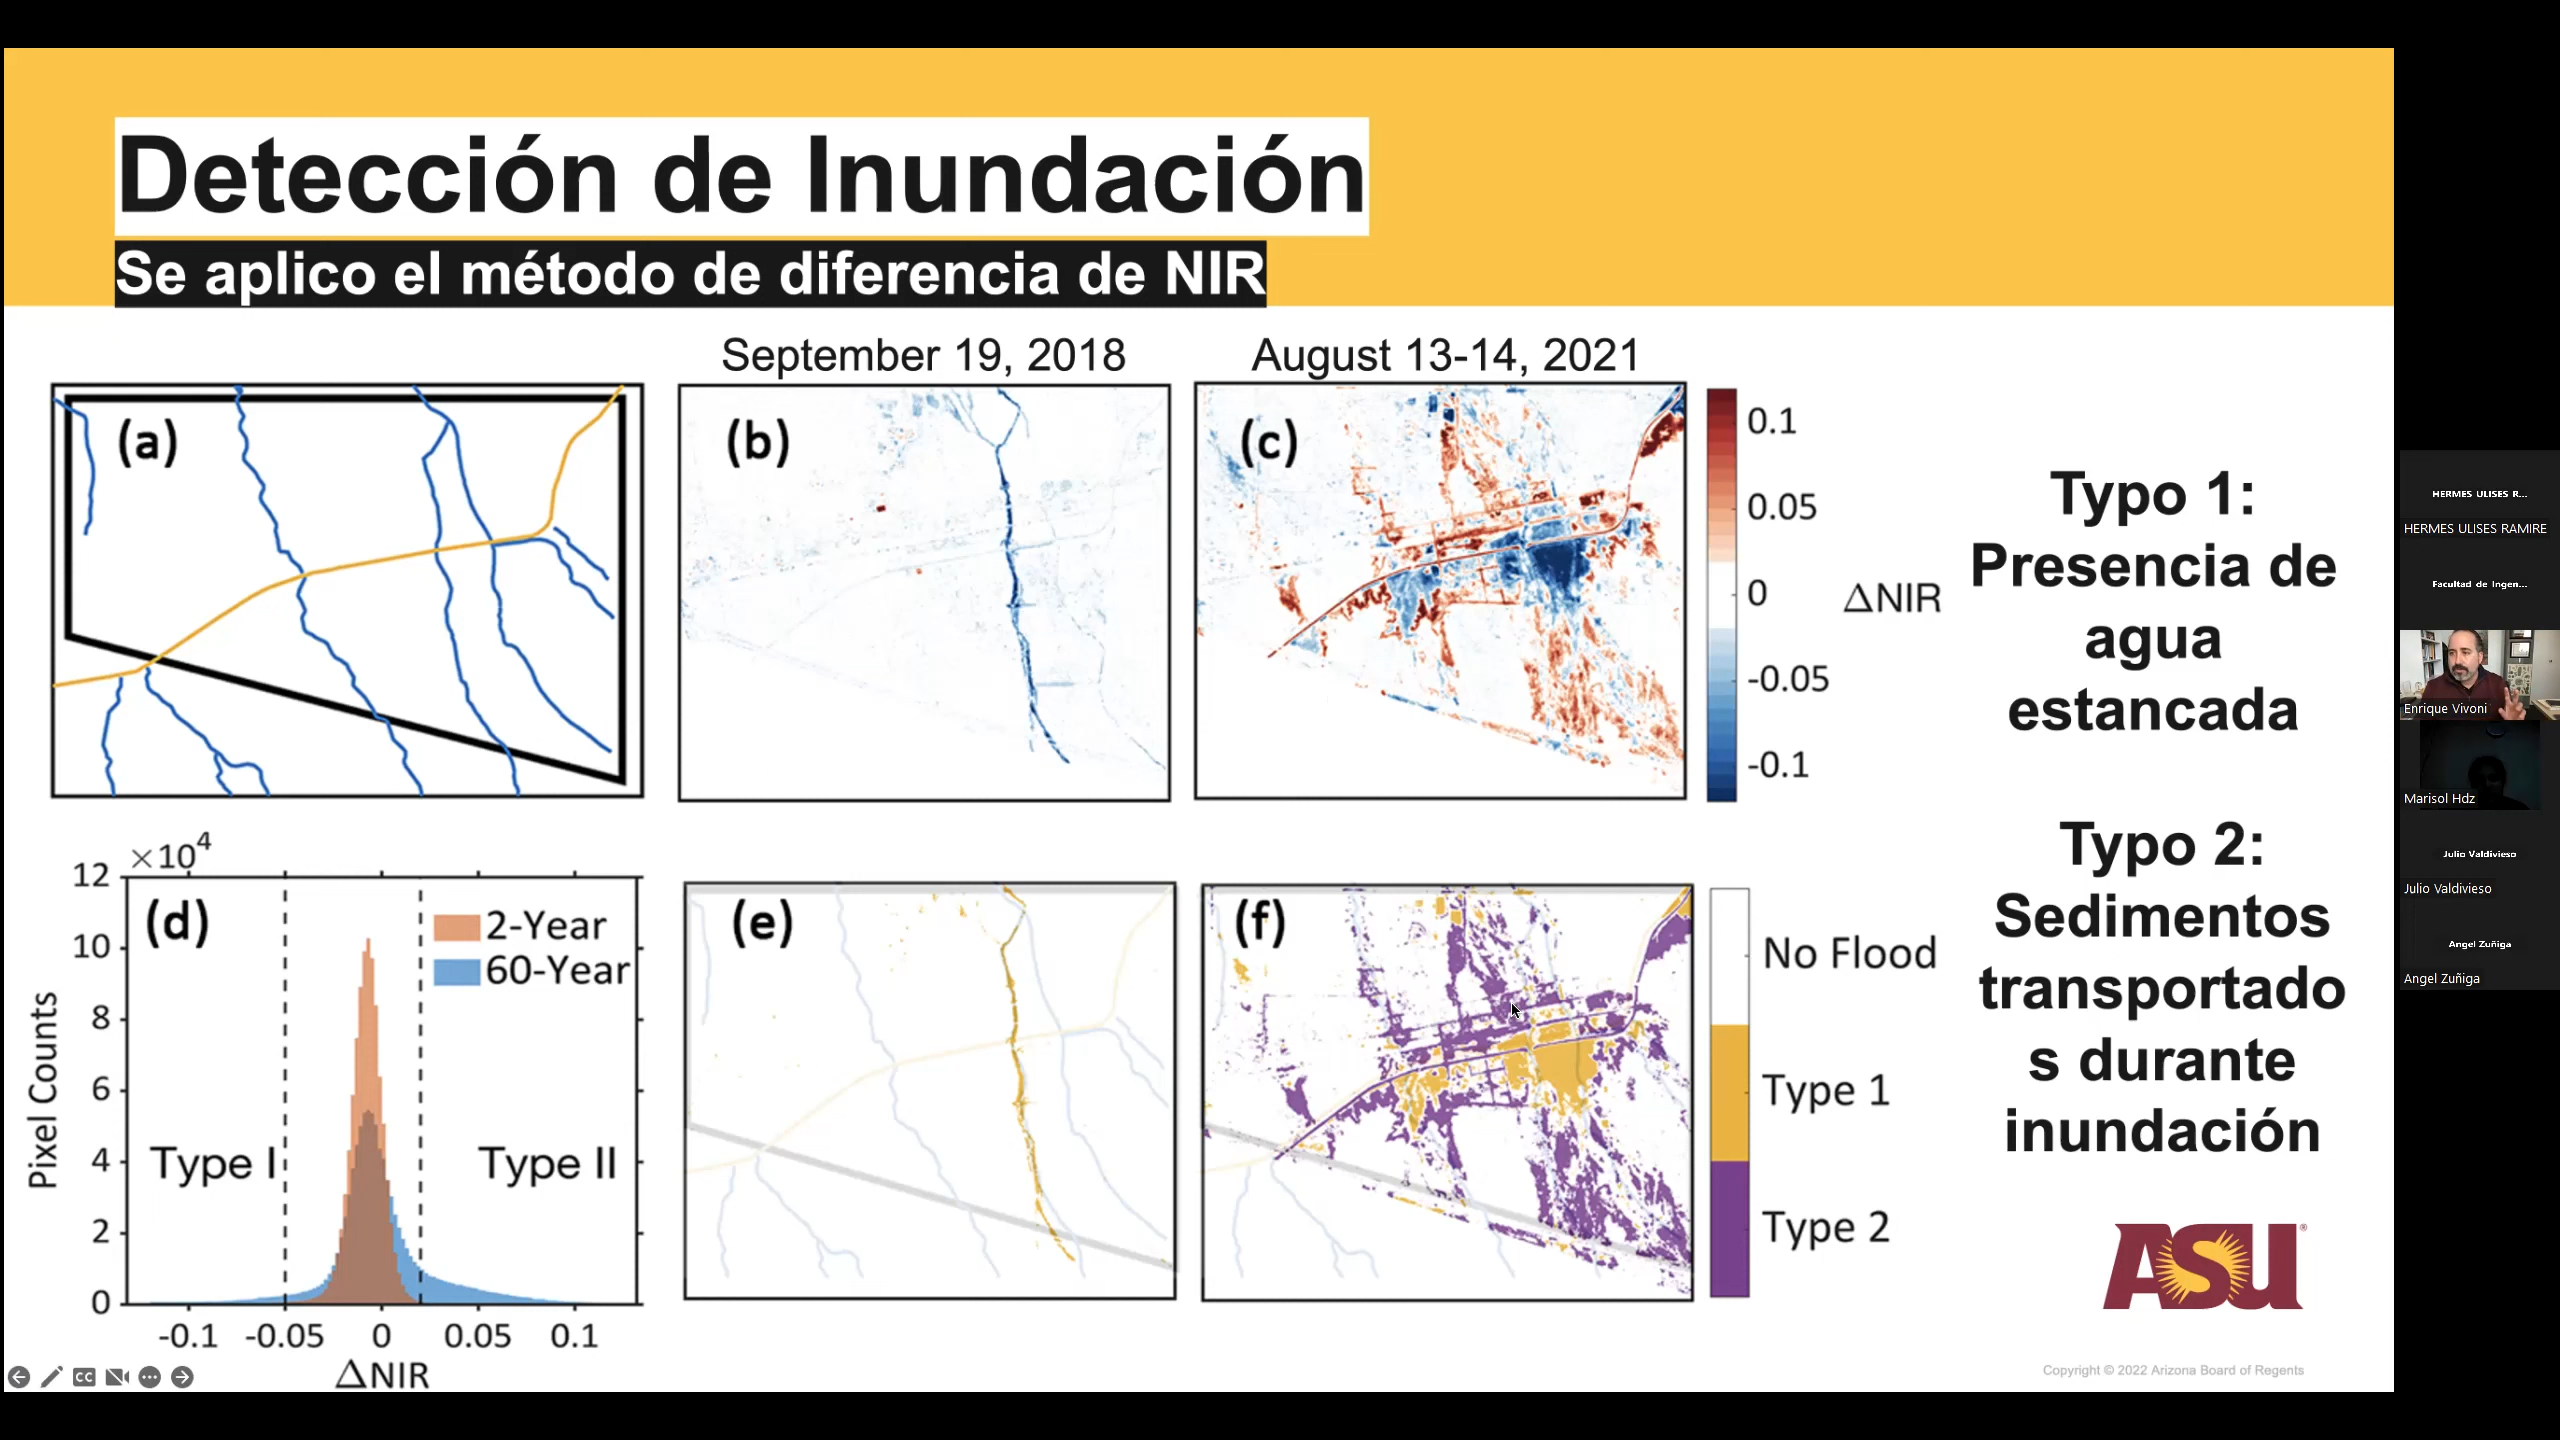 Detección de Inundación
Se aplico el método de diferencia de NIR
September 19, 2018
August 13-14, 2021
(a)
(b)
(c)
0.1
0.05
0
-0.05
-0.1
ΔNIR
Typo 1:
Presencia de
agua
estancada
Typo 2:
Sedimentos
transportado
s durante
inundación
×10⁴
12
10
8
6
4
2
0
Pixel Counts
(d)
2-Year
60-Year
Type I
Type II
-0.1 -0.05 0 0.05 0.1
ΔNIR
(e)
(f)
No Flood
Type 1
Type 2
ASU
Copyright © 2022 Arizona Board of Regents
CC
HERMES ULISES R...
HERMES ULISES RAMIRE
Facultad de Ingen...
Enrique Vivoni
Marisol Hdz
Julio Valdivieso
Julio Valdivieso
Angel Zuñiga
Angel Zuñiga